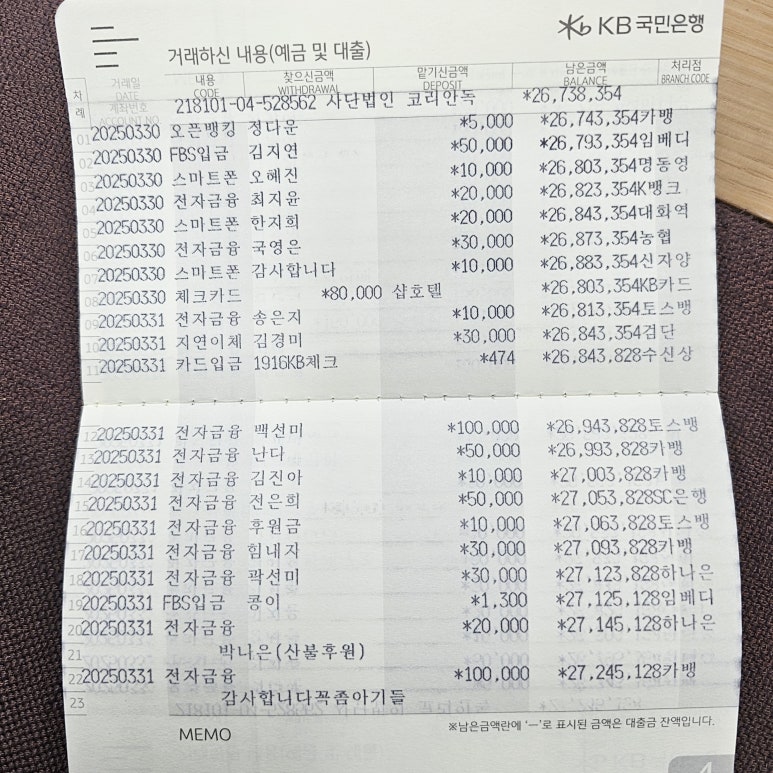 KB국민은행
거래하신 내용(예금 및 대출)
차례 거래일 DATE 계좌번호 ACCOUNT NO. 내용 CODE 찾으신금액 WITHDRAWAL 맡기신금액 DEPOSIT 남은금액 BALANCE 처리점 BRANCH CODE
218101-04-528562 사단법인 코리안독 *26,738,354
01 20250330 오픈뱅킹 정다운 *5,000 *26,743,354카뱅
02 20250330 FBS입금 김지연 *50,000 *26,793,354임베디
03 20250330 스마트폰 오혜진 *10,000 *26,803,354명동영
04 20250330 전자금융 최지윤 *20,000 *26,823,354K뱅크
05 20250330 스마트폰 한지희 *20,000 *26,843,354대화역
06 20250330 전자금융 국영은 *30,000 *26,873,354농협
07 20250330 스마트폰 감사합니다 *10,000 *26,883,354신자양
08 20250330 체크카드 *80,000 샵호텔 *26,803,354KB카드
09 20250331 전자금융 송은지 *10,000 *26,813,354토스뱅
10 20250331 지연이체 김경미 *30,000 *26,843,354검단
11 20250331 카드입금 1916KB체크 *474 *26,843,828수신상
12 20250331 전자금융 백선미 *100,000 *26,943,828토스뱅
13 20250331 전자금융 난다 *50,000 *26,993,828카뱅
14 20250331 전자금융 김진아 *10,000 *27,003,828카뱅
15 20250331 전자금융 전은희 *50,000 *27,053,828SC은행
16 20250331 전자금융 후원금 *10,000 *27,063,828토스뱅
17 20250331 전자금융 힘내자 *30,000 *27,093,828카뱅
18 20250331 전자금융 곽선미 *30,000 *27,123,828하나은
19 20250331 FBS입금 콩이 *1,300 *27,125,128임베디
20 20250331 전자금융 *20,000 *27,145,128하나은
21 박나은(산불후원)
22 20250331 전자금융 *100,000 *27,245,128카뱅
23 감사합니다꼭좀아기들
MEMO
※남은금액란에 '—'로 표시된 금액은 대출금 잔액입니다.
4